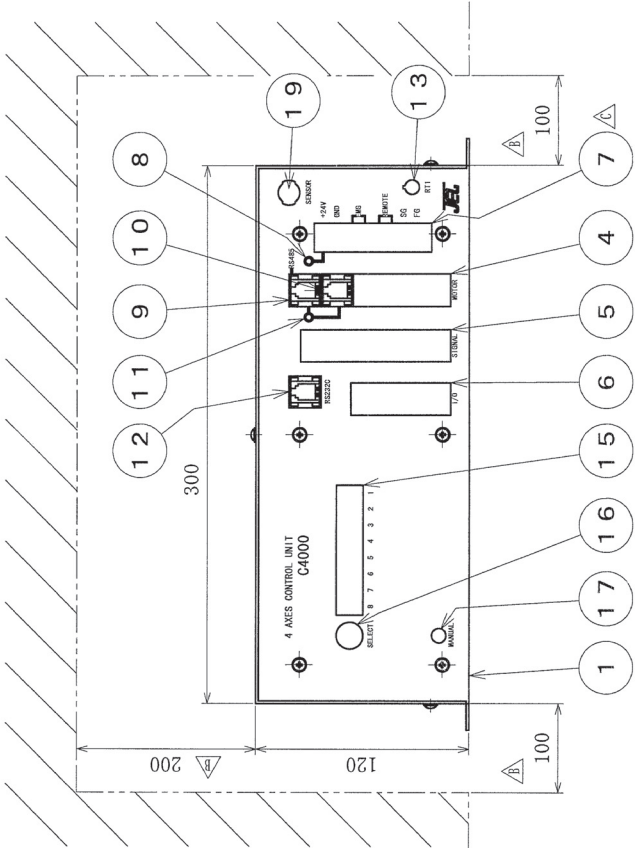 19
13
8
10
9
11
12
7
4
5
6
15
16
17
1
B
100
C
300
200
B
120
B
100
4 AXES CONTROL UNIT
C4000
SENSOR
+24V
GND
EMG
REMOTE
SG
FG
RT1
JEL
RS485
MOTOR
SIGNAL
RS232C
I/O
8 7 6 5 4 3 2 1
SELECT
MANUAL